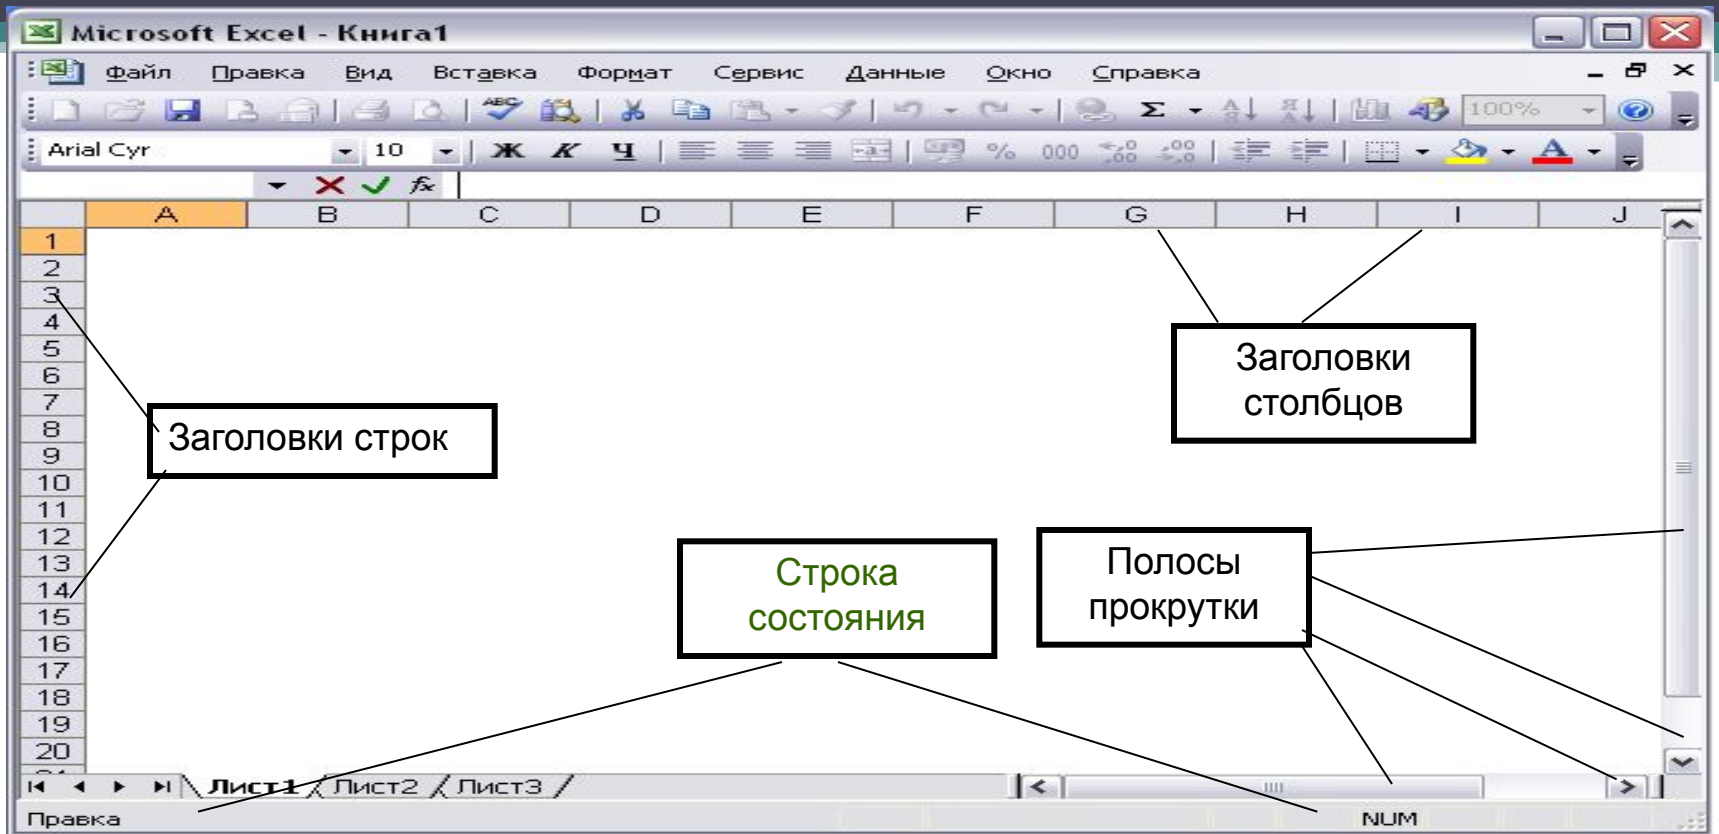 Microsoft Excel - Книга1
Файл Правка Вид Вставка Формат Сервис Данные Окно Справка
ABC Σ 100%
Arial Cyr 10 Ж К Ч % 000 A
fx
A B C D E F G H I J
1
2
3
4
5
6
7
8
9
10
11
12
13
14
15
16
17
18
19
20
Заголовки
столбцов
Заголовки строк
Строка
состояния
Полосы
прокрутки
Лист1 Лист2 Лист3
Правка NUM